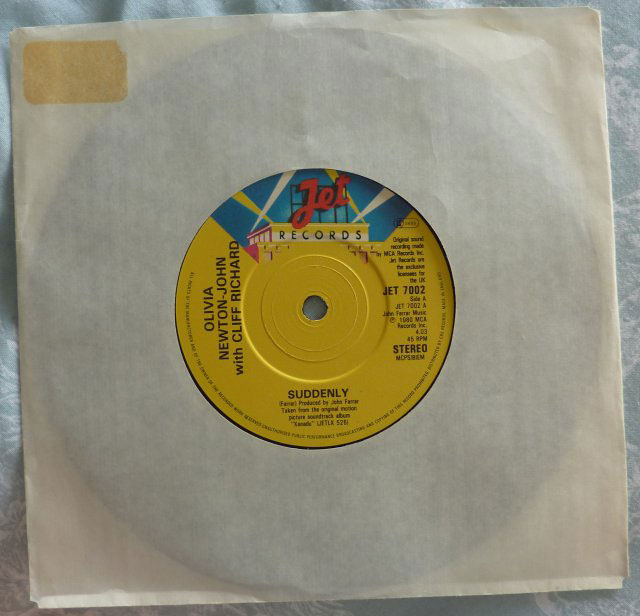 Jet
RECORDS
OLIVIA
NEWTON-JOHN
with CLIFF RICHARD
Original sound
recording made
by MCA Records Inc.
Jet Records are
the exclusive
licensees for
the UK
JET 7002
Side A
JET 7002 A
John Farrar Music
℗ 1980 MCA
Records Inc.
4.03
45 RPM
STEREO
MCPS/BIEM
SUDDENLY
(Farrar) Produced by John Farrar
Taken from the original motion
picture soundtrack album
"Xanadu" (JETLX 526)